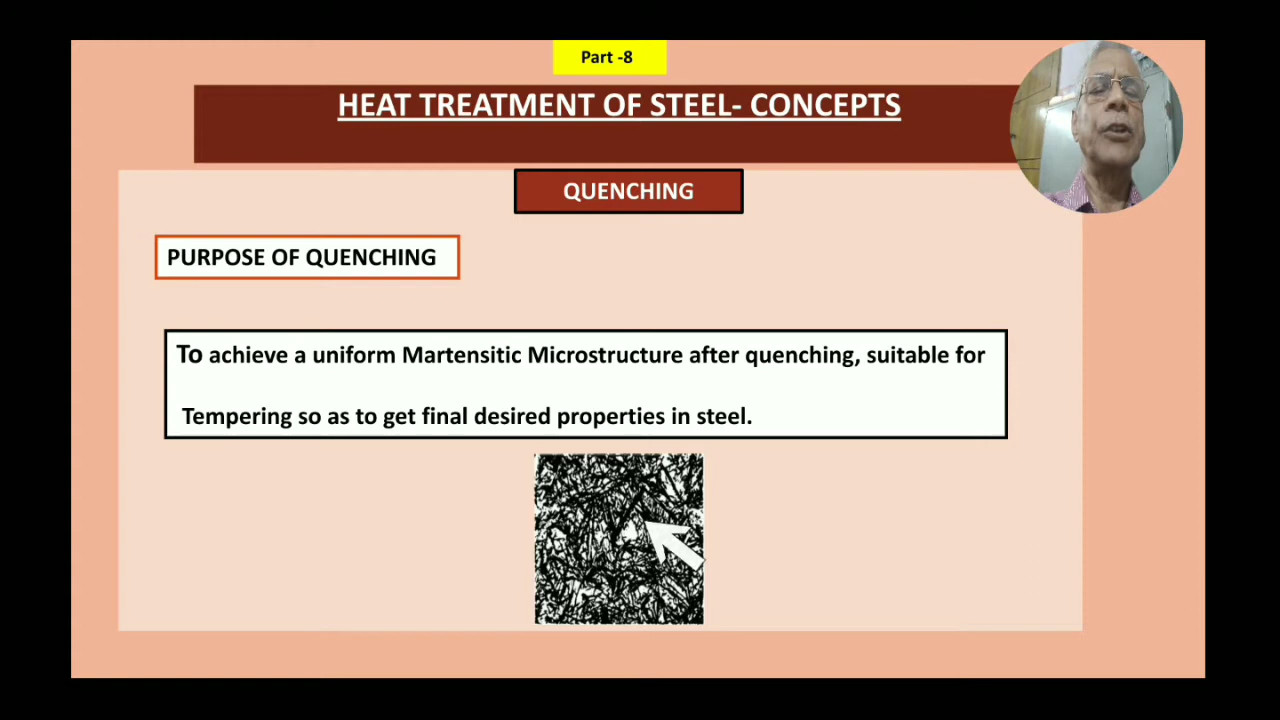 Part -8
HEAT TREATMENT OF STEEL- CONCEPTS
QUENCHING
PURPOSE OF QUENCHING
To achieve a uniform Martensitic Microstructure after quenching, suitable for
Tempering so as to get final desired properties in steel.